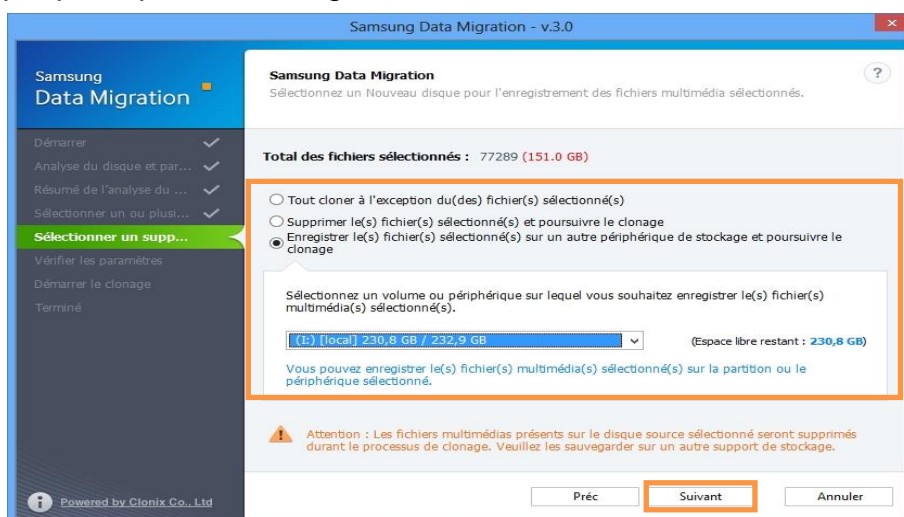 Samsung Data Migration - v.3.0
Samsung
Data Migration
Démarrer
Analyse du disque et par...
Résumé de l'analyse du ...
Sélectionner un ou plusi...
Sélectionner un supp...
Vérifier les paramètres
Démarrer le clonage
Terminé
Powered by Clonix Co., Ltd
Samsung Data Migration
?
Sélectionnez un Nouveau disque pour l'enregistrement des fichiers multimédia sélectionnés.
Total des fichiers sélectionnés : 77289 (151.0 GB)
Tout cloner à l'exception du(des) fichier(s) sélectionné(s)
Supprimer le(s) fichier(s) sélectionné(s) et poursuivre le clonage
Enregistrer le(s) fichier(s) sélectionné(s) sur un autre périphérique de stockage et poursuivre le
clonage
Sélectionnez un volume ou périphérique sur lequel vous souhaitez enregistrer le(s) fichier(s)
multimédia(s) sélectionné(s).
(I:) [local] 230,8 GB / 232,9 GB
(Espace libre restant : 230,8 GB)
Vous pouvez enregistrer le(s) fichier(s) multimédia(s) sélectionné(s) sur la partition ou le
périphérique sélectionné.
Attention : Les fichiers multimédias présents sur le disque source sélectionné seront supprimés
durant le processus de clonage. Veuillez les sauvegarder sur un autre support de stockage.
Préc
Suivant
Annuler